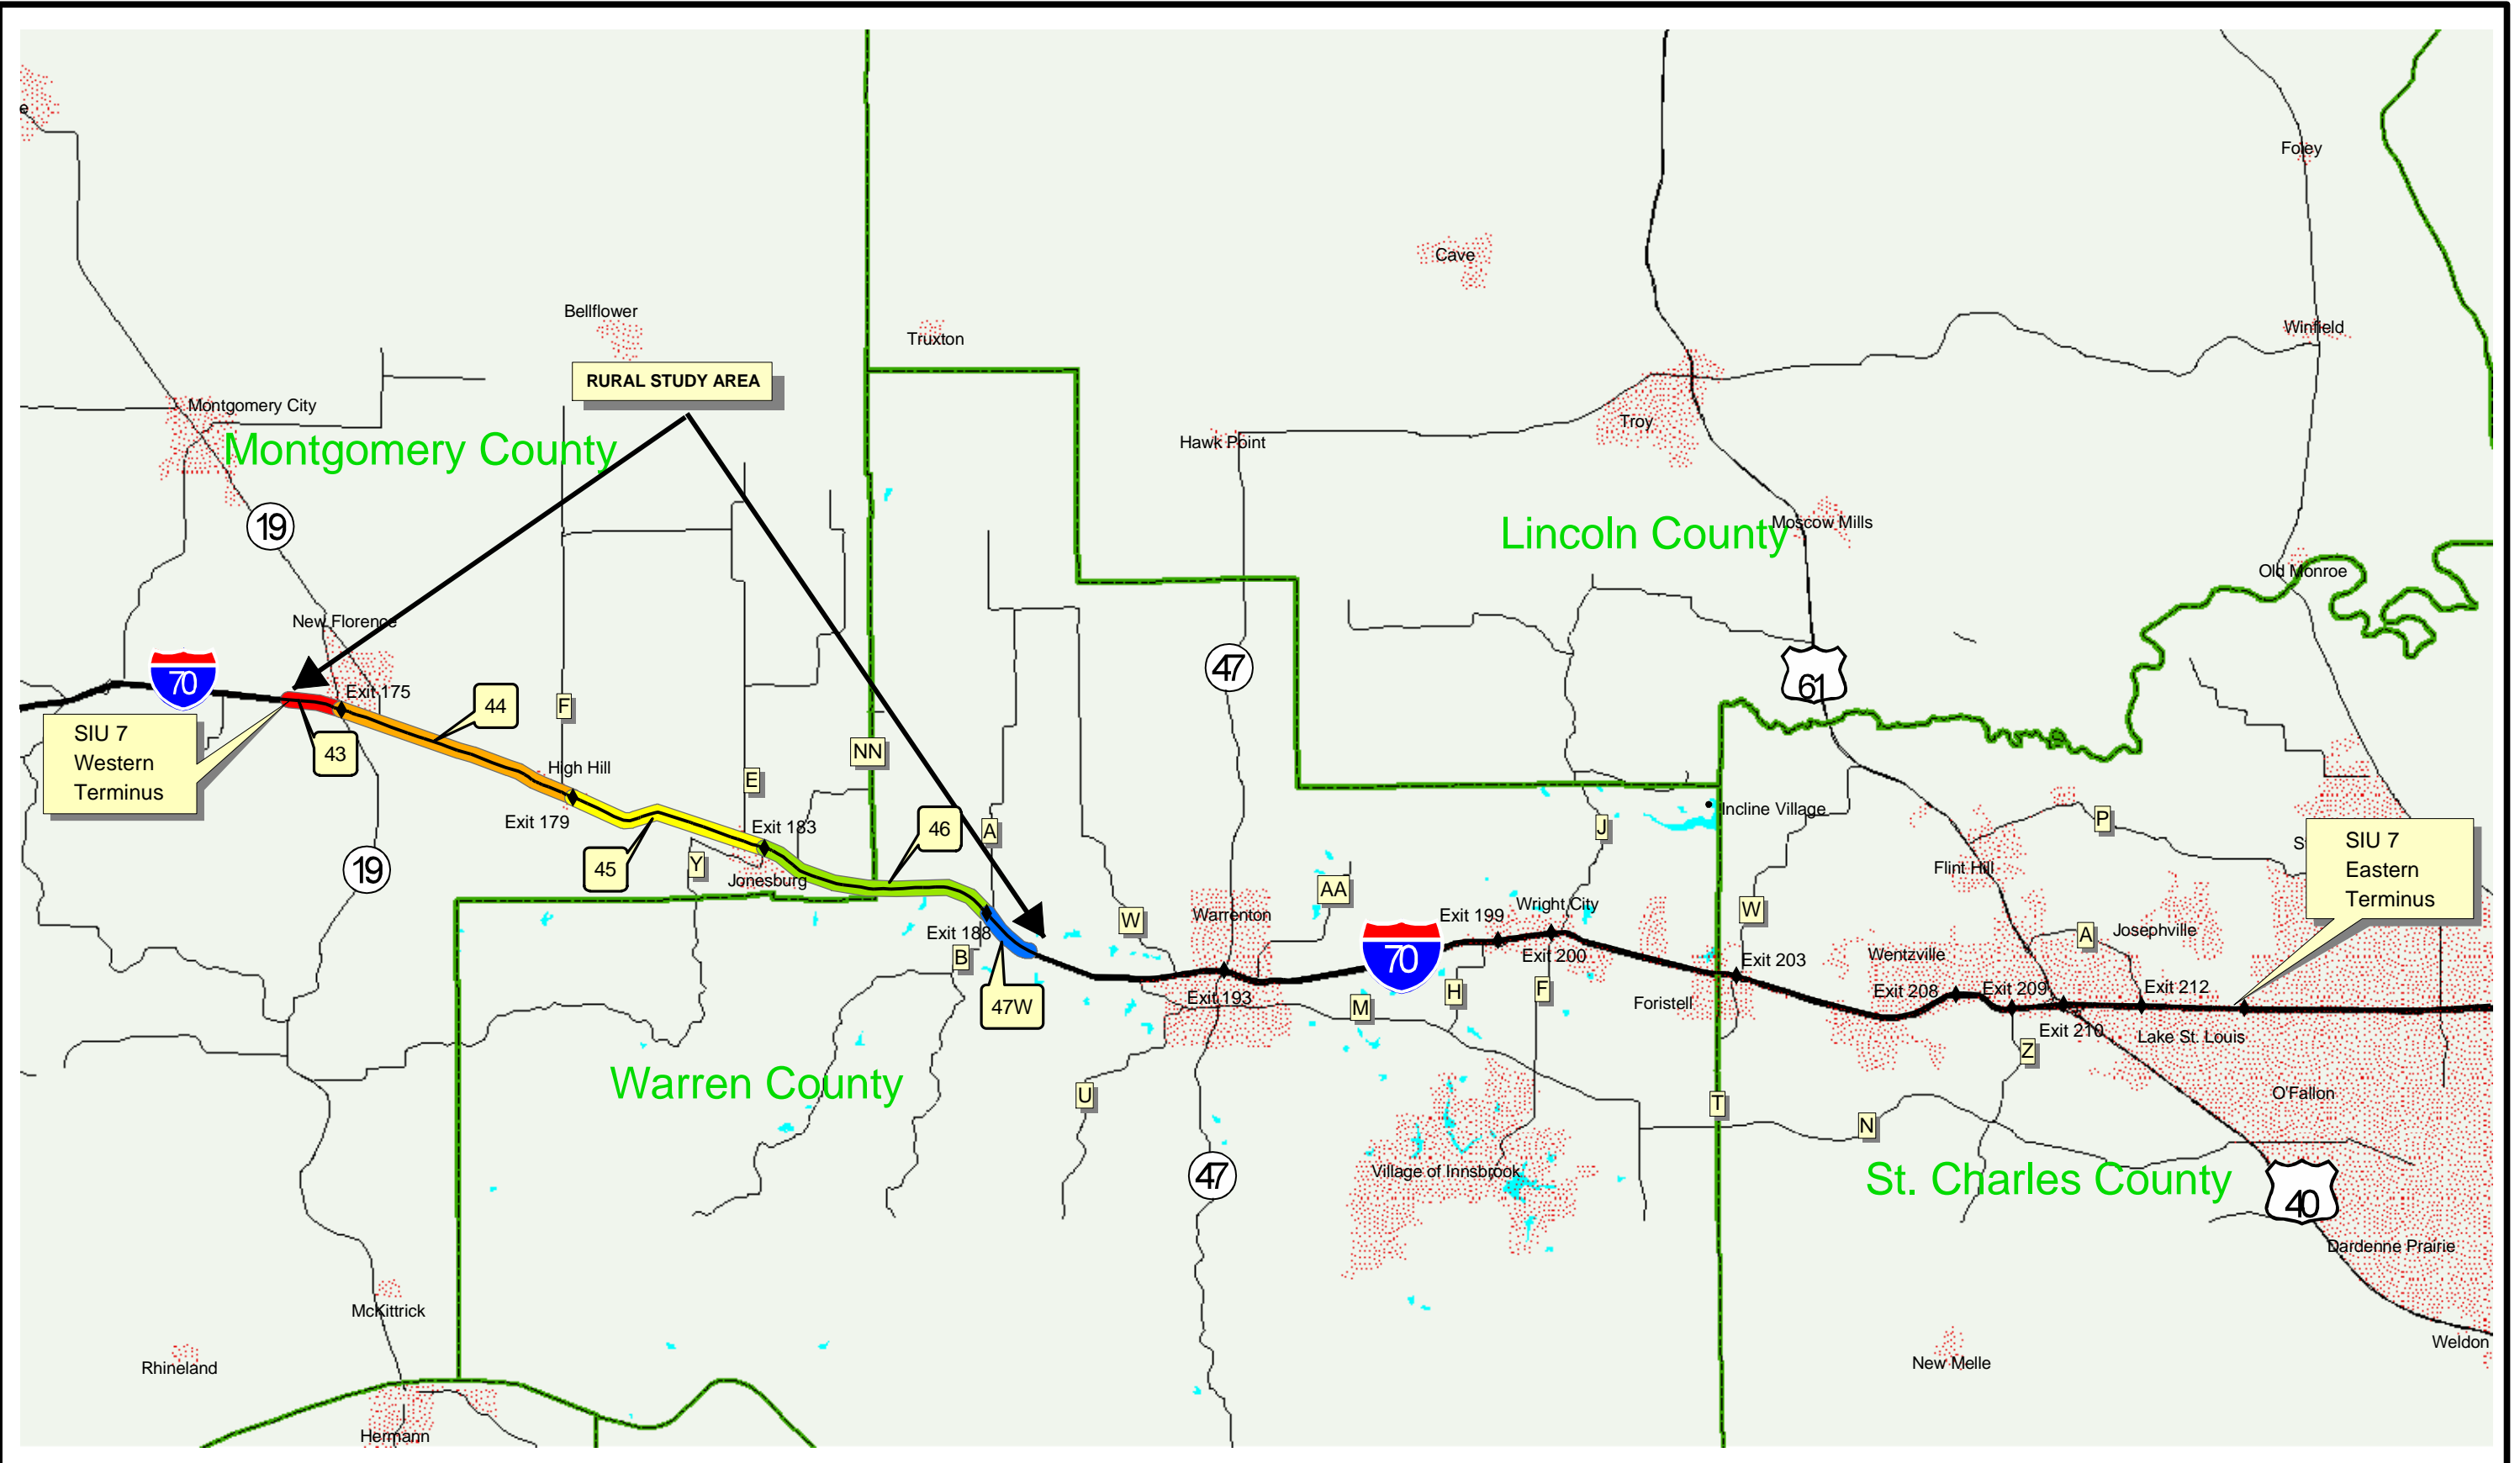 e
Foley
Cave
Bellflower
Truxton
Winfield
RURAL STUDY AREA
Montgomery City
Montgomery County
Troy
Hawk Point
19
Lincoln County
Moscow Mills
Old Monroe
New Florence
47
70
61
Exit 175
44
F
SIU 7
Western
Terminus
43
NN
High Hill
E
Incline Village
P
Exit 179
Exit 183
46
A
J
SIU 7
Eastern
Terminus
S
45
Y
Jonesburg
19
Flint Hill
AA
W
Warrenton
Exit 199
Wright City
W
Exit 188
B
70
Exit 200
Exit 203
Wentzville
A
Josephville
47W
Exit 193
M
H
F
Foristell
Exit 208
Exit 209
Exit 212
Exit 210
Lake St. Louis
Z
Warren County
U
T
O'Fallon
N
47
Village of Innsbrook
St. Charles County
40
Dardenne Prairie
McKittrick
Rhineland
New Melle
Weldon
Hermann